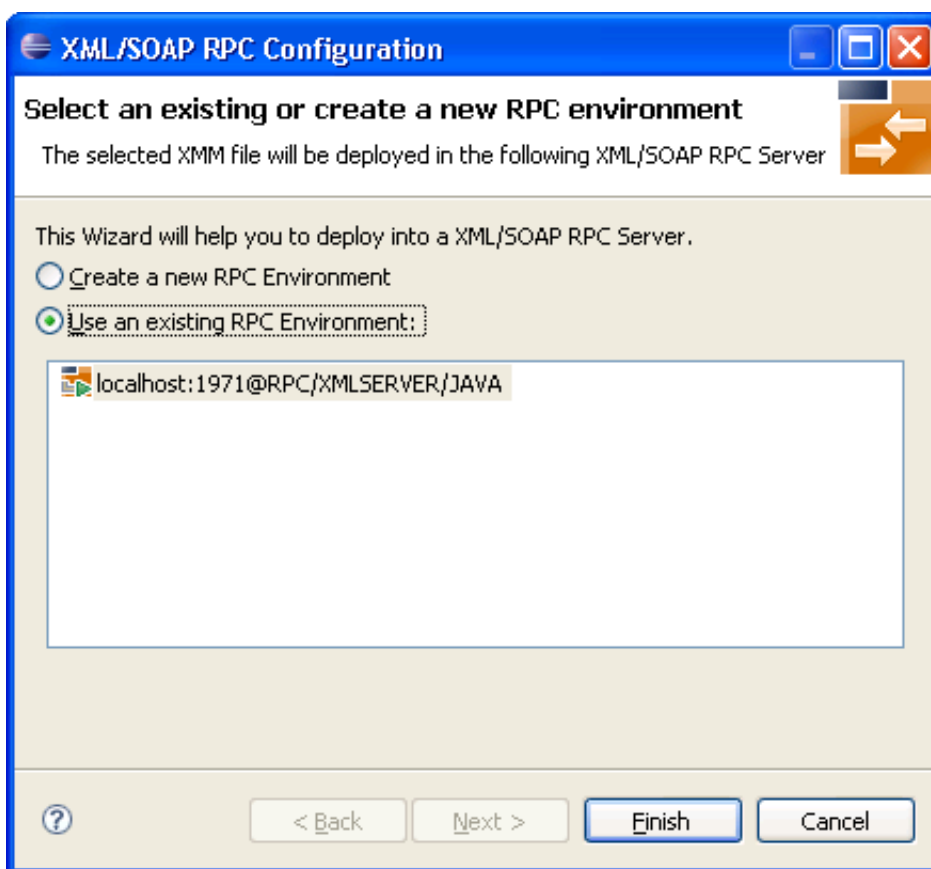 XML/SOAP RPC Configuration
Select an existing or create a new RPC environment
The selected XMM file will be deployed in the following XML/SOAP RPC Server
This Wizard will help you to deploy into a XML/SOAP RPC Server.
Create a new RPC Environment
Use an existing RPC Environment:
localhost:1971@RPC/XMLSERVER/JAVA
? < Back Next > Finish Cancel